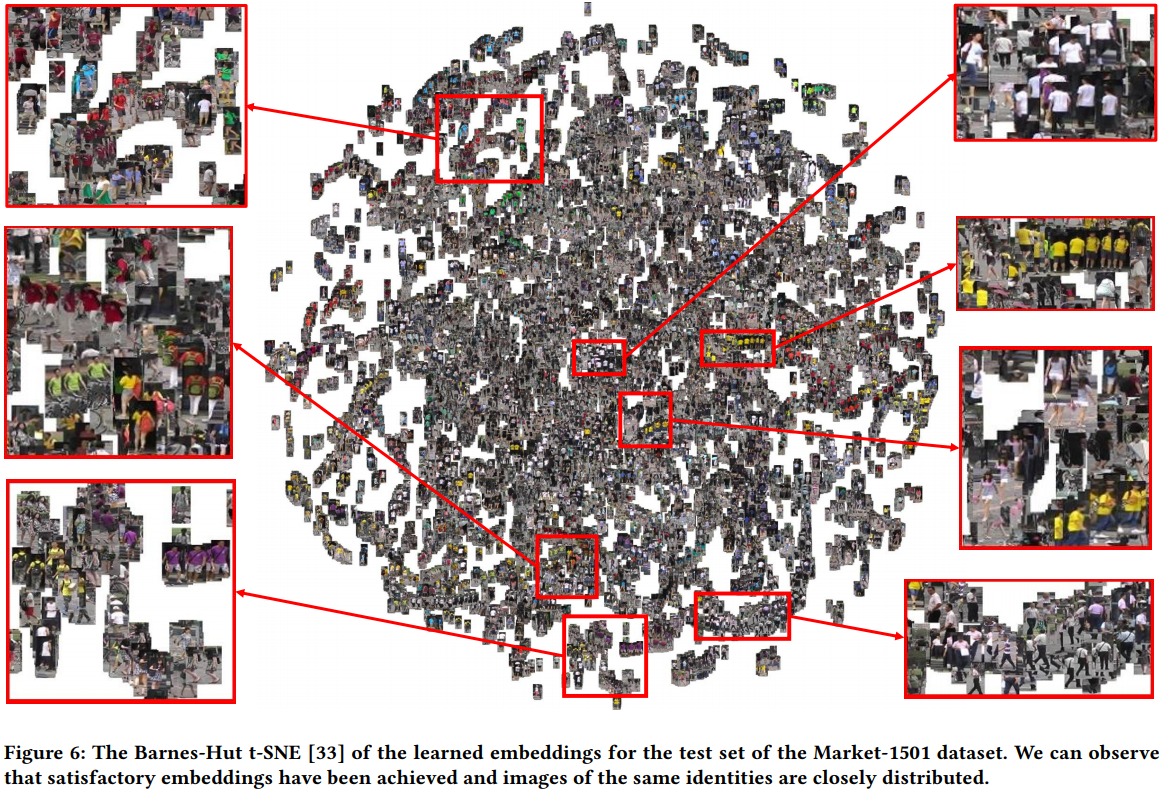 Figure 6: The Barnes-Hut t-SNE [33] of the learned embeddings for the test set of the Market-1501 dataset. We can observe
that satisfactory embeddings have been achieved and images of the same identities are closely distributed.